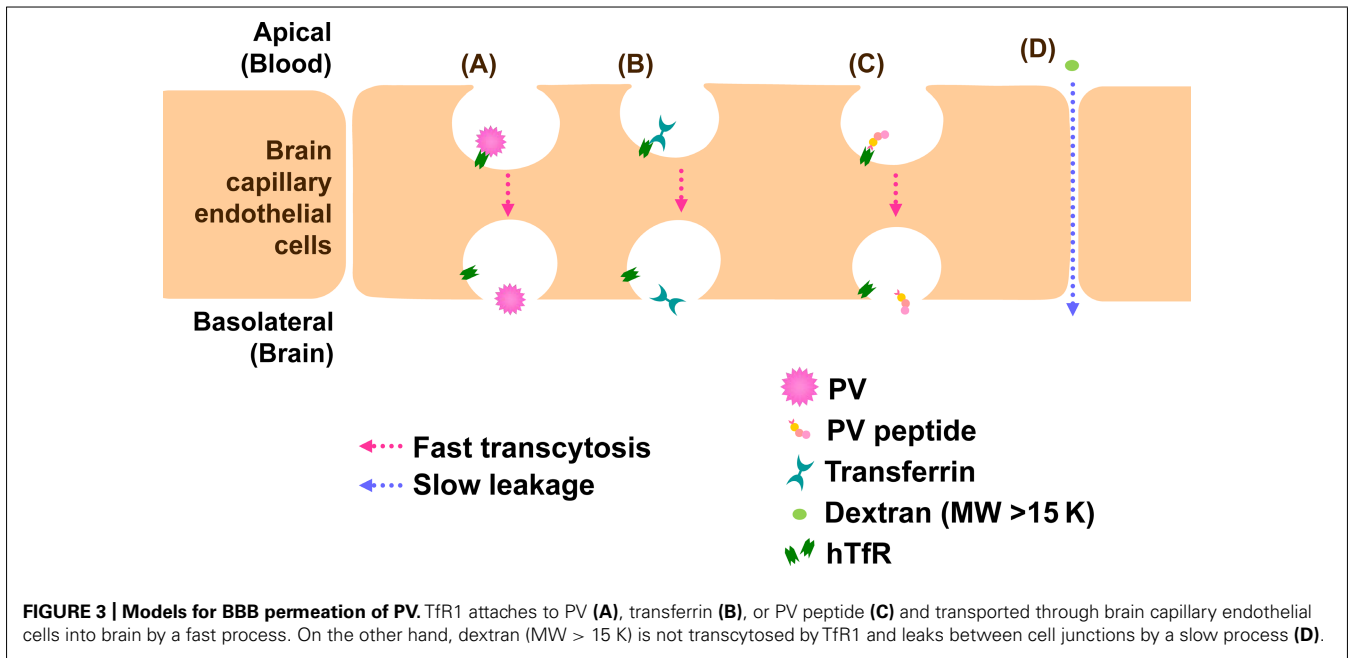 Apical
(Blood)
(A)
(B)
(C)
(D)
Brain
capillary
endothelial
cells
Basolateral
(Brain)
Fast transcytosis
Slow leakage
PV
PV peptide
Transferrin
Dextran (MW >15 K)
hTfR
FIGURE 3 | Models for BBB permeation of PV. TfR1 attaches to PV (A), transferrin (B), or PV peptide (C) and transported through brain capillary endothelial
cells into brain by a fast process. On the other hand, dextran (MW > 15 K) is not transcytosed by TfR1 and leaks between cell junctions by a slow process (D).